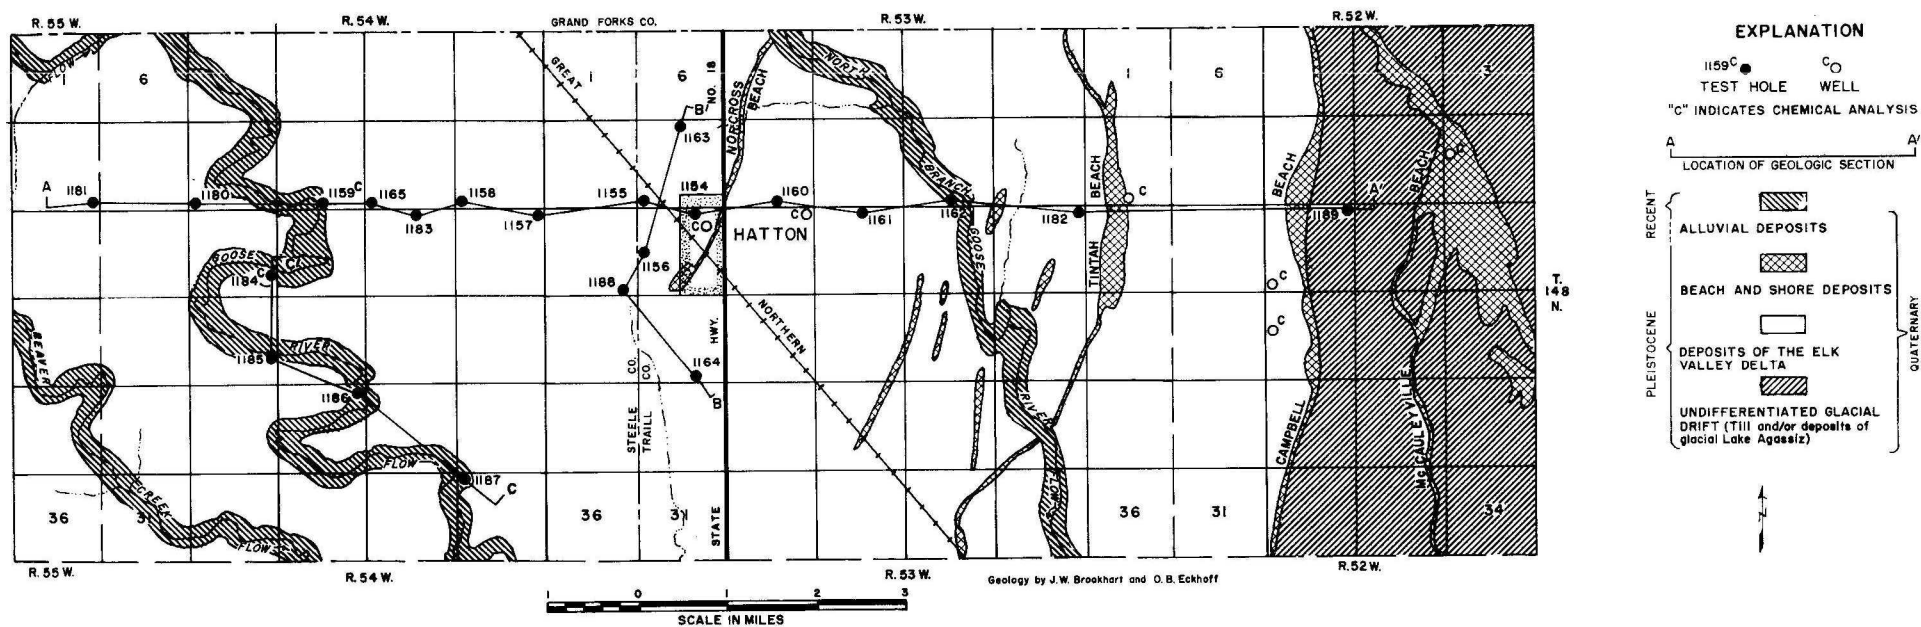 R. 55 W.
R. 54 W.
GRAND FORKS CO.
R. 53 W.
R. 52 W.
FLOW
1
6
GREAT
1
6
NO. 18
NORCROSS
BEACH
NORTH
BRANCH
1
6
B'
1163
A
1181
1180
1159 C
1165
1183
1158
1157
1155
1154
C
HATTON
1160
C
1161
1162
GOOSE
1182
TINTAH BEACH
C
BEACH
1189
A'
BEACH
C
GOOSE
C'
C
1184
1156
1188
C
C
NORTHERN
HWY.
BEAVER
1185
RIVER
1186
STEELE CO.
TRAILL CO.
1164
B
RIVER
FLOW
CAMPBELL
McCAULEYVILLE
FLOW
1187
C
CREEK
36
31
FLOW
36
31
STATE
36
31
34
R. 55 W.
R. 54 W.
R. 53 W.
R. 52 W.
T.
148
N.
Geology by J.W. Brookhart and O.B. Eckhoff
1 0 1 2 3
SCALE IN MILES
EXPLANATION
1159 C
C
TEST HOLE
WELL
"C" INDICATES CHEMICAL ANALYSIS
A A'
LOCATION OF GEOLOGIC SECTION
RECENT
ALLUVIAL DEPOSITS
BEACH AND SHORE DEPOSITS
PLEISTOCENE
QUATERNARY
DEPOSITS OF THE ELK
VALLEY DELTA
UNDIFFERENTIATED GLACIAL
DRIFT (Till and/or deposits of
glacial Lake Agassiz)